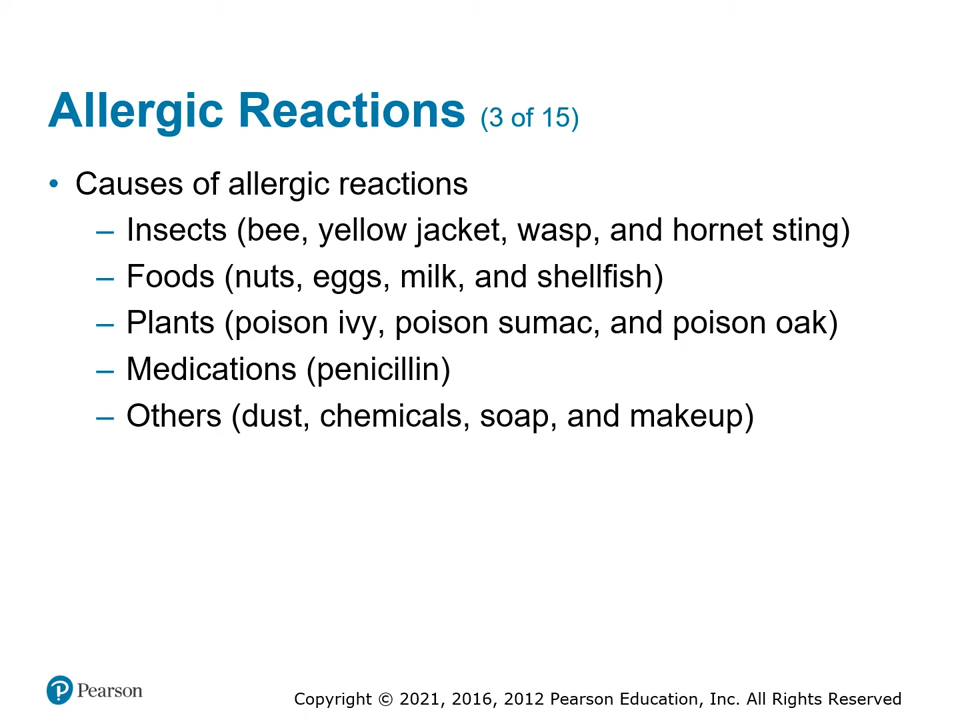 Allergic Reactions (3 of 15)
• Causes of allergic reactions
– Insects (bee, yellow jacket, wasp, and hornet sting)
– Foods (nuts, eggs, milk, and shellfish)
– Plants (poison ivy, poison sumac, and poison oak)
– Medications (penicillin)
– Others (dust, chemicals, soap, and makeup)
Pearson
Copyright © 2021, 2016, 2012 Pearson Education, Inc. All Rights Reserved